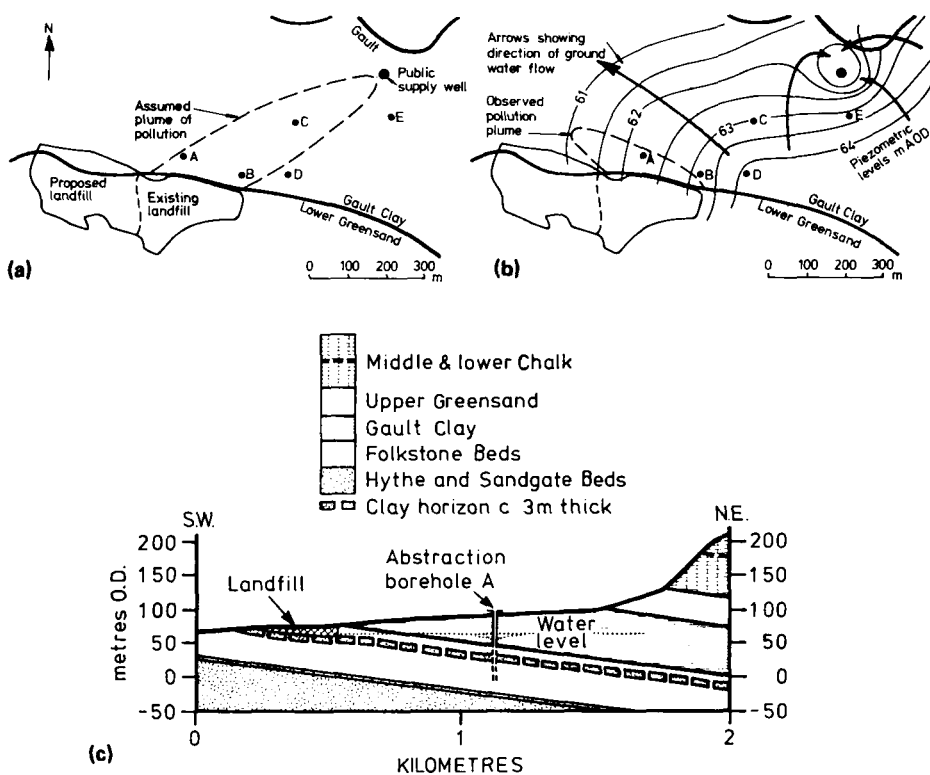 N
Gault
Public
supply well
Assumed
plume of
pollution
C
E
A
B
D
Proposed
landfill
Existing
landfill
Gault Clay
Lower Greensand
0 100 200 300
m
(a)
Arrows showing
direction of ground
water flow
61
62
Observed
pollution
plume
C
63
E
A
64
Piezometric
levels m AOD
B
D
Gault Clay
Lower Greensand
0 100 200 300
m
(b)
Middle & lower Chalk
Upper Greensand
Gault Clay
Folkstone Beds
Hythe and Sandgate Beds
Clay horizon c 3m thick
S.W.
N.E.
metres O.D.
200
150
100
50
0
-50
Landfill
Abstraction
borehole A
Water
level
200
150
100
50
0
-50
0
1
2
KILOMETRES
(c)